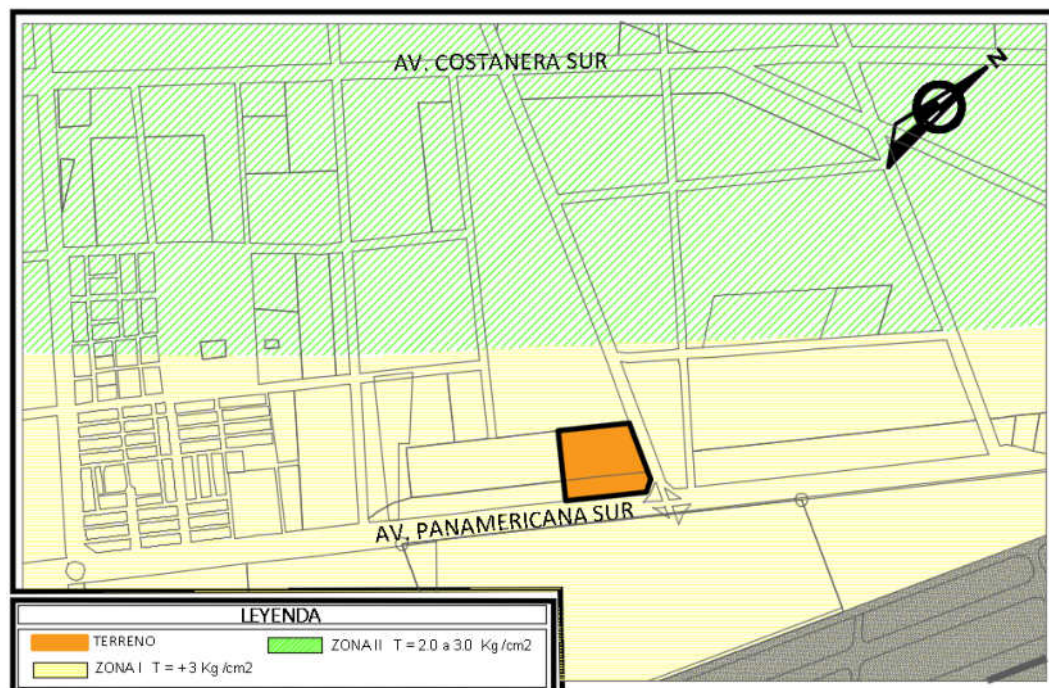 AV. COSTANERA SUR
N
AV. PANAMERICANA SUR
LEYENDA
TERRENO
ZONA II T = 2.0 a 3.0 Kg/cm2
ZONA I T = +3 Kg/cm2